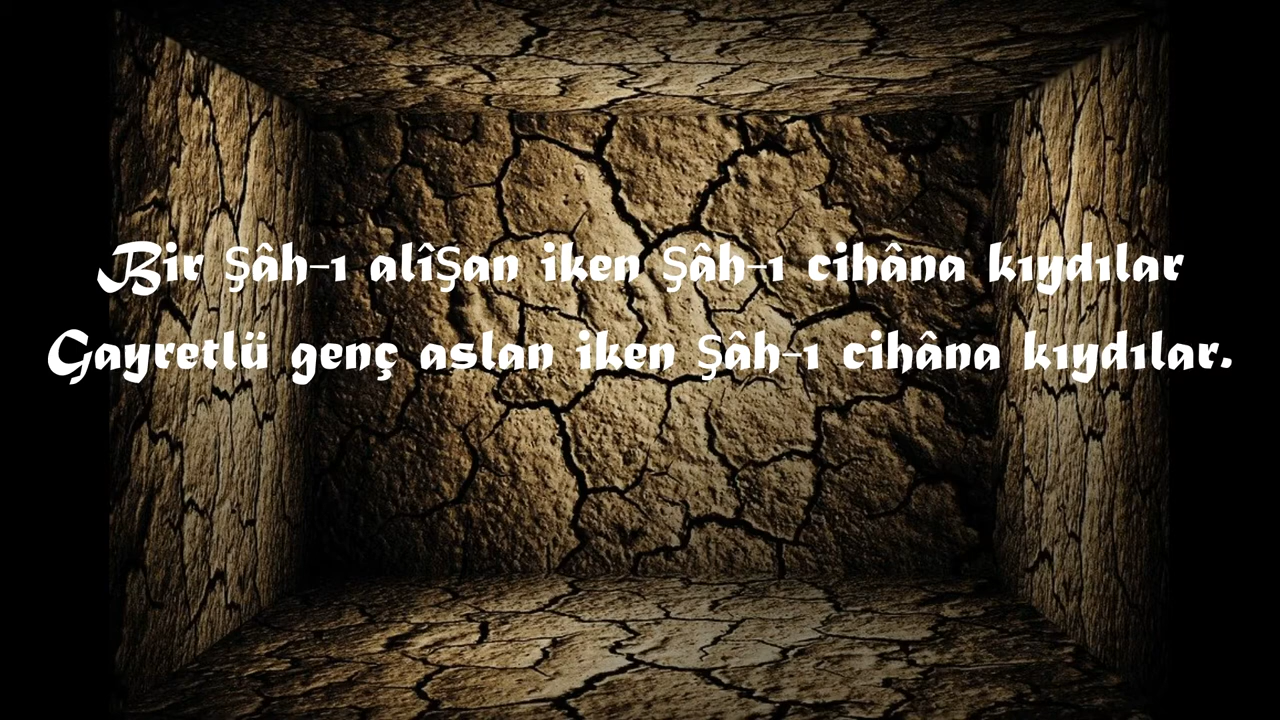 Bir Şâh-ı alîŞan iken Şâh-ı cihâna kıydılar
Gayretlü genç aslan iken Şâh-ı cihâna kıydılar.